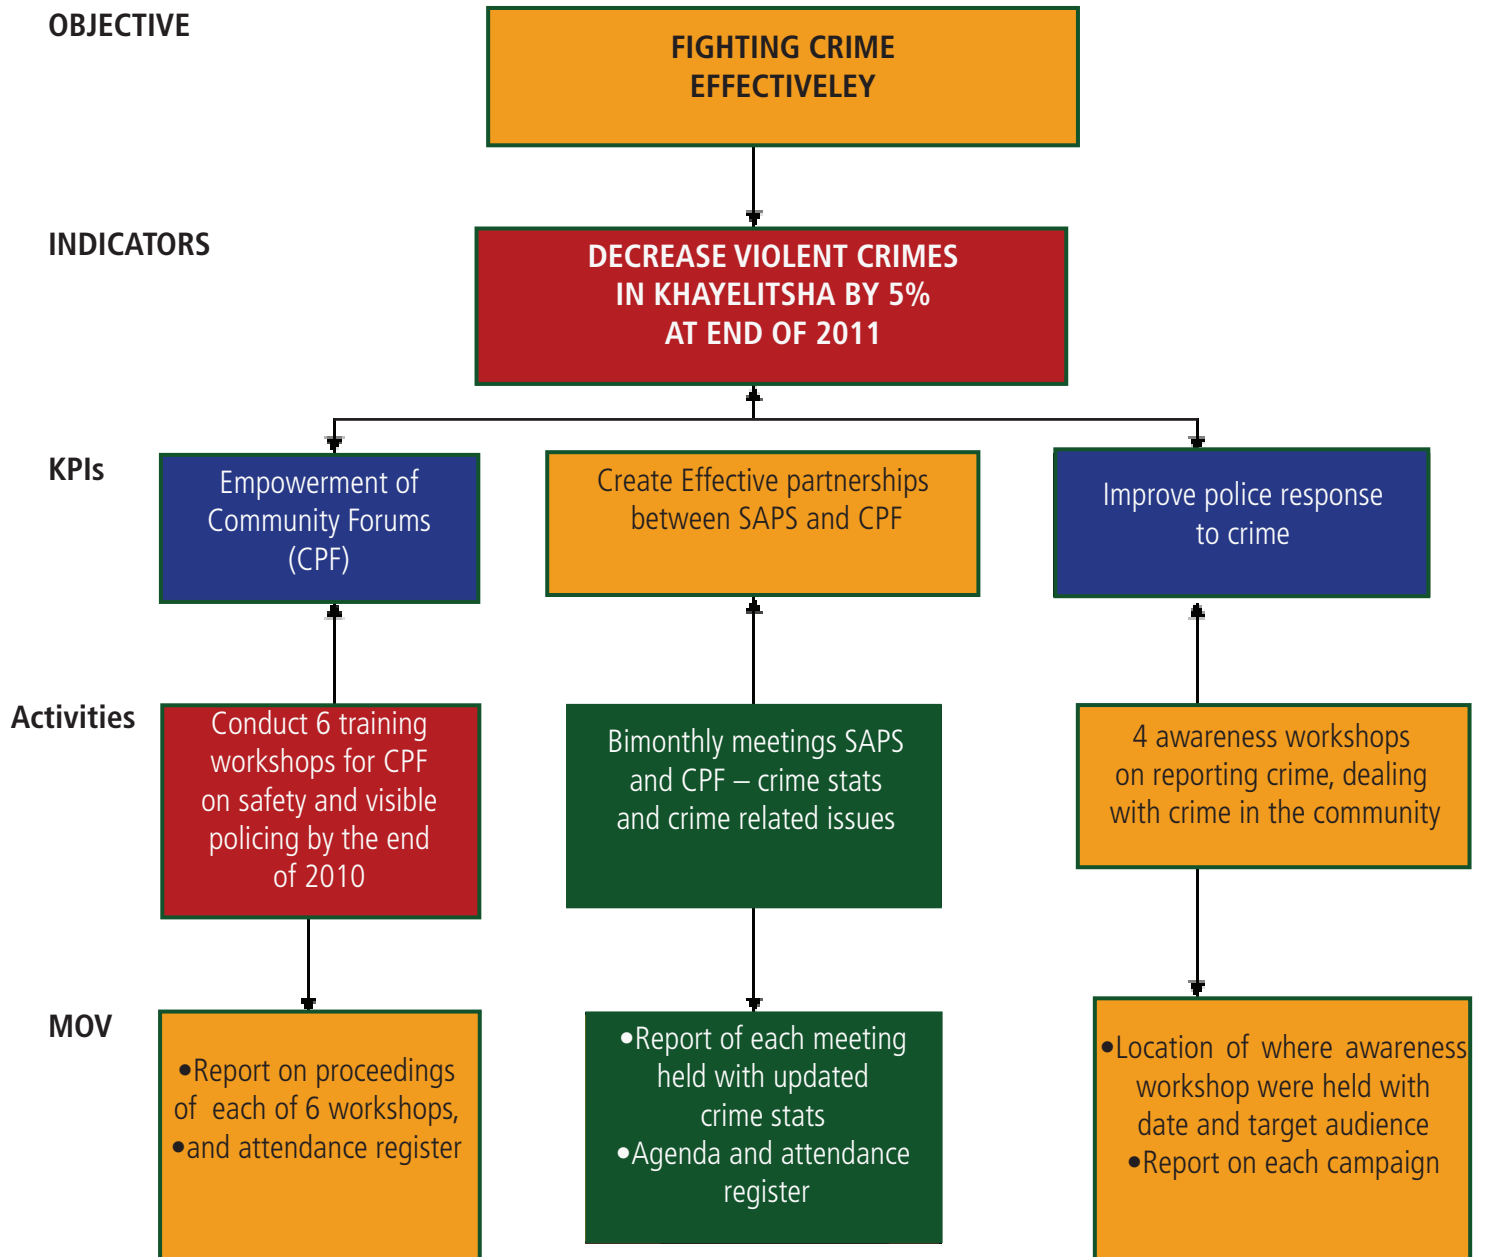 OBJECTIVE
FIGHTING CRIME
EFFECTIVELEY
INDICATORS
DECREASE VIOLENT CRIMES
IN KHAYELITSHA BY 5%
AT END OF 2011
KPIs
Empowerment of
Community Forums
(CPF)
Create Effective partnerships
between SAPS and CPF
Improve police response
to crime
Activities
Conduct 6 training
workshops for CPF
on safety and visible
policing by the end
of 2010
Bimonthly meetings SAPS
and CPF – crime stats
and crime related issues
4 awareness workshops
on reporting crime, dealing
with crime in the community
MOV
•Report on proceedings
of each of 6 workshops,
•and attendance register
•Report of each meeting
held with updated
crime stats
•Agenda and attendance
register
•Location of where awareness
workshop were held with
date and target audience
•Report on each campaign